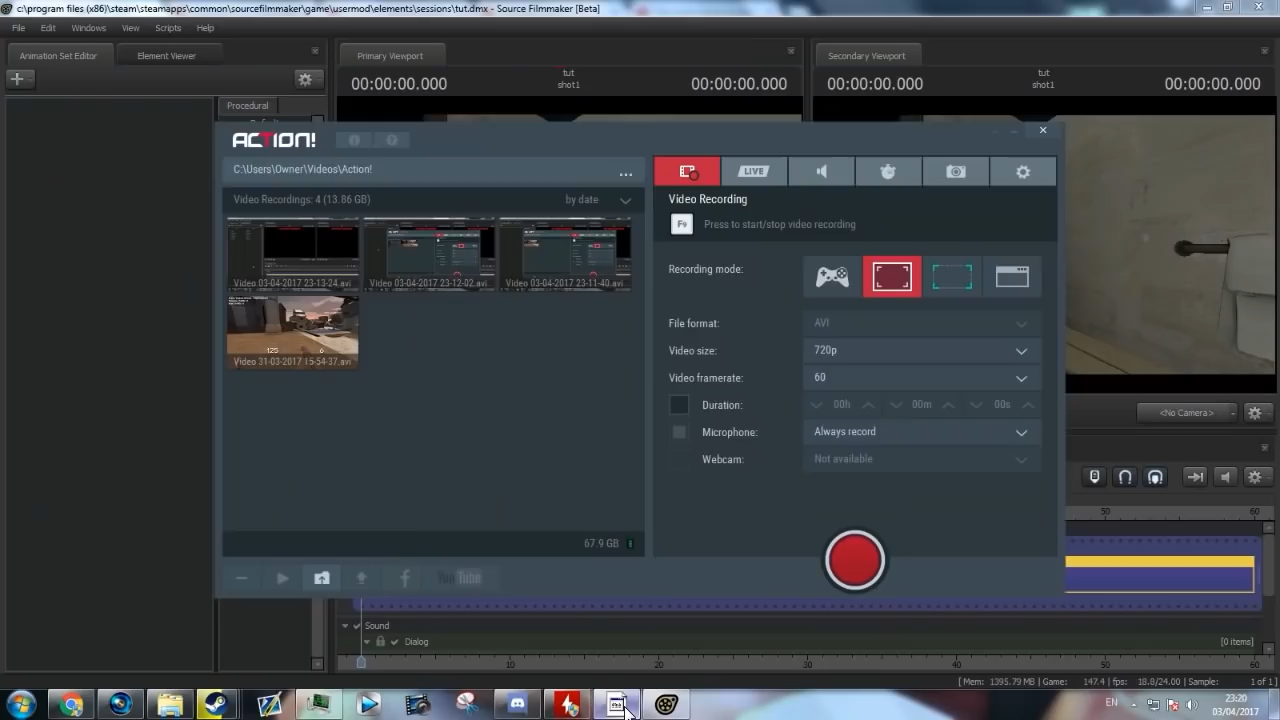 c:\program files (x86)\steam\steamapps\common\sourcefilmmaker\game\usermod\elements\sessions\tut.dmx - Source Filmmaker [Beta]
File Edit Windows View Scripts Help
Animation Set Editor Element Viewer Primary Viewport Secondary Viewport
00:00:00.000 tut shot1 00:00:00.000 00:00:00.000 tut shot1 00:00:00.000
Procedural
ACTION!
C:\Users\Owner\Videos\Action! ...
LIVE
Video Recordings: 4 (13.86 GB) by date
Video Recording
F9 Press to start/stop video recording
Video 03-04-2017 23-13-24.avi Video 03-04-2017 23-12-02.avi Video 03-04-2017 23-11-40.avi
Video 31-03-2017 15-54-37.avi
Recording mode:
File format: AVI
Video size: 720p
Video framerate: 60
Duration: 00h 00m 00s
Microphone: Always record
Webcam: Not available
<No Camera>
67.9 GB
YouTube
50 60
Sound
Dialog [0 items]
10 20 30 40 50 60
[ Mem: 1395.79 MB | Game: 147.4 | fps: 18.8/24.00 | Sample: 1 of 1 ]
EN 23:20
03/04/2017